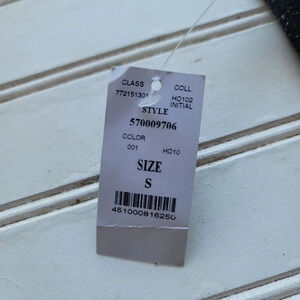 CLASS COLL
772151301 HO102
INITIAL
STYLE
570009706
COLOR
001 HO10
SIZE
S
451000816250